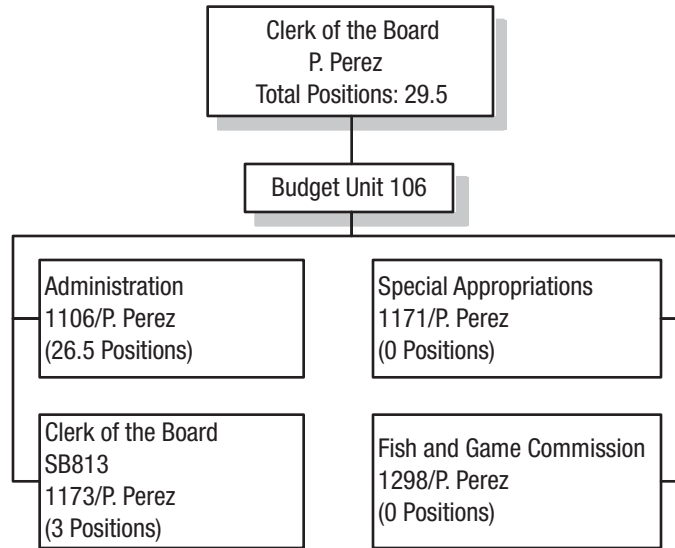 Clerk of the Board
P. Perez
Total Positions: 29.5
Budget Unit 106
Administration
1106/P. Perez
(26.5 Positions)
Special Appropriations
1171/P. Perez
(0 Positions)
Clerk of the Board
SB813
1173/P. Perez
(3 Positions)
Fish and Game Commission
1298/P. Perez
(0 Positions)